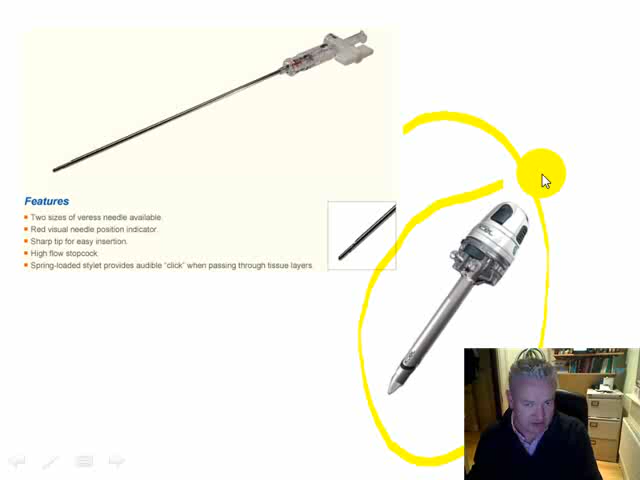 Features
Two sizes of veress needle available.
Red visual needle position indicator
Sharp tip for easy insertion.
High flow stopcock.
Spring-loaded stylet provides audible “click” when passing through tissue layers.